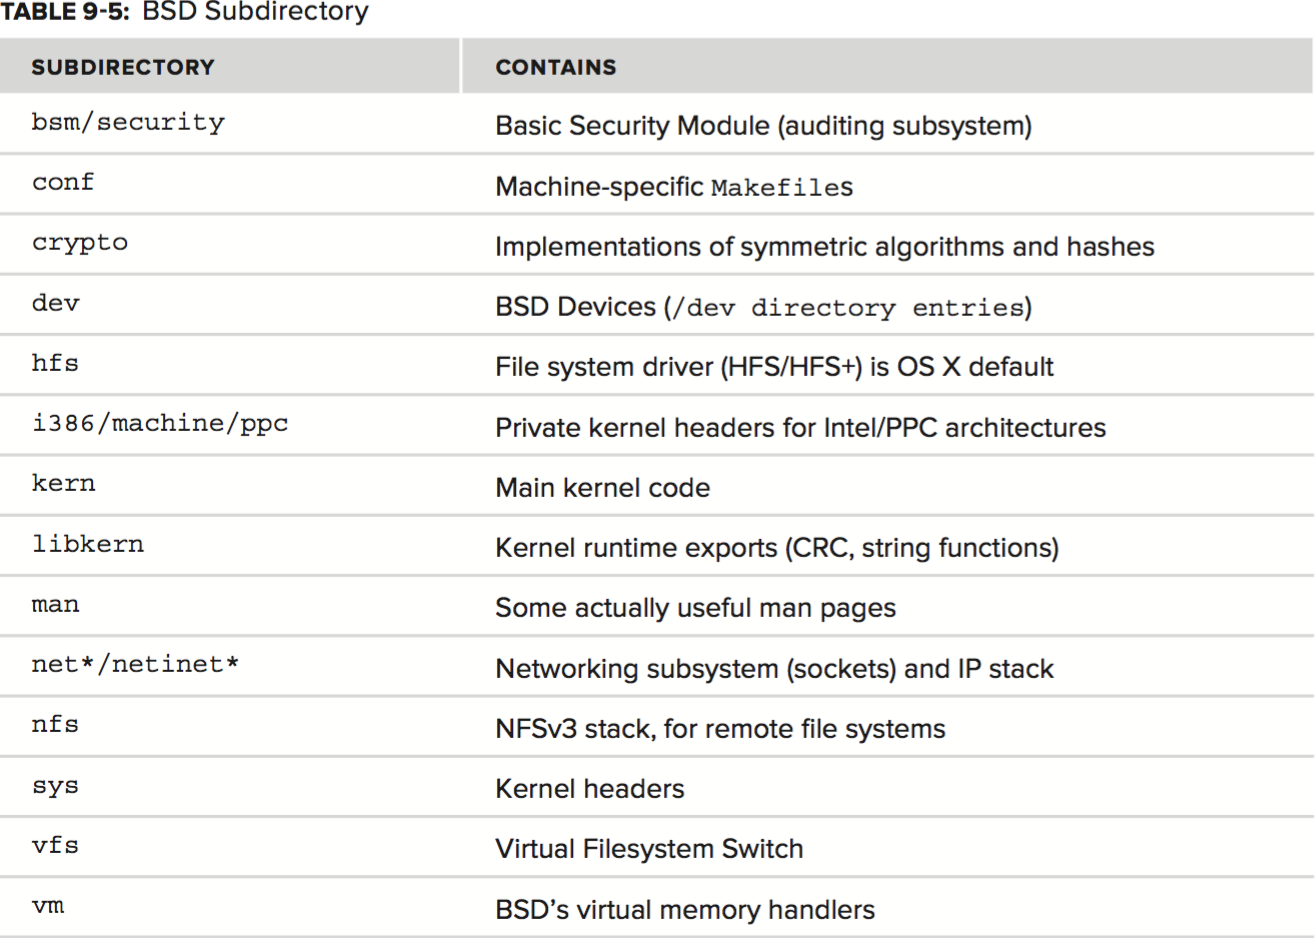 TABLE 9-5: BSD Subdirectory
SUBDIRECTORY CONTAINS
bsm/security Basic Security Module (auditing subsystem)
conf Machine-specific Makefiles
crypto Implementations of symmetric algorithms and hashes
dev BSD Devices (/dev directory entries)
hfs File system driver (HFS/HFS+) is OS X default
i386/machine/ppc Private kernel headers for Intel/PPC architectures
kern Main kernel code
libkern Kernel runtime exports (CRC, string functions)
man Some actually useful man pages
net*/netinet* Networking subsystem (sockets) and IP stack
nfs NFSv3 stack, for remote file systems
sys Kernel headers
vfs Virtual Filesystem Switch
vm BSD’s virtual memory handlers